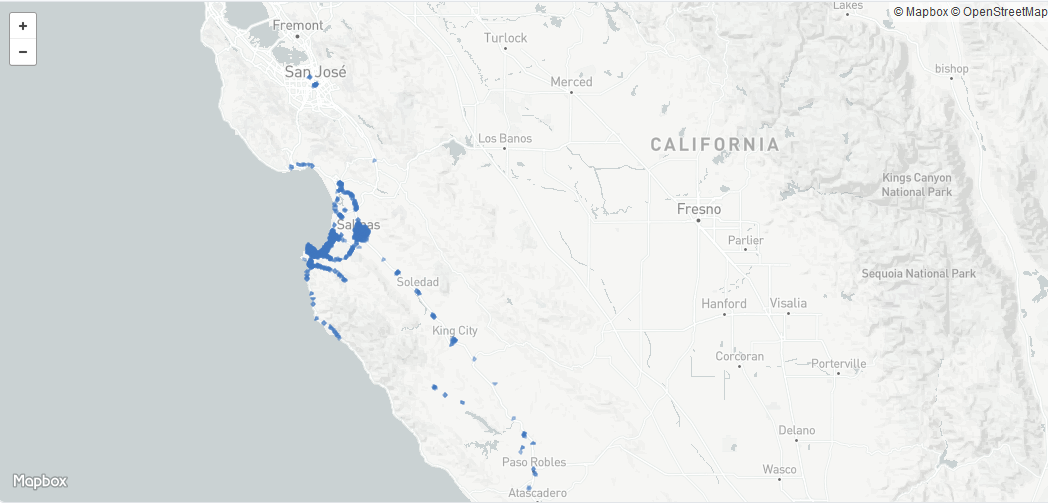 © Mapbox © OpenStreetMap
+
−
Lakes
Fremont
Turlock
San José
bishop
Merced
Los Banos
CALIFORNIA
Kings Canyon
National Park
Fresno
Salinas
Parlier
Sequoia National Park
Soledad
Hanford
Visalia
King City
Corcoran
Porterville
Delano
Paso Robles
Wasco
Mapbox
Atascadero